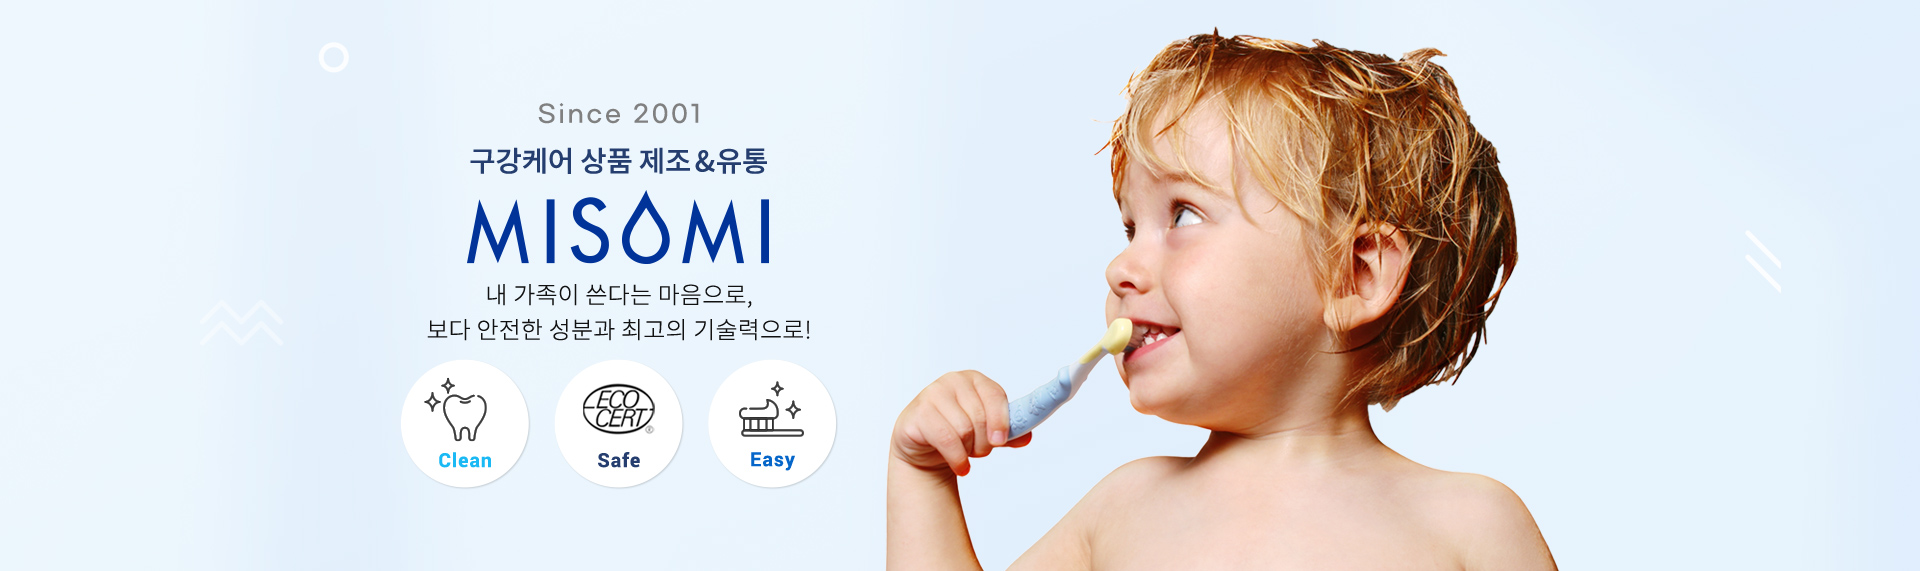 Since 2001
구강케어 상품 제조&유통
MISOMI
내 가족이 쓴다는 마음으로,
보다 안전한 성분과 최고의 기술력으로!
ECO
CERT®
Clean
Safe
Easy